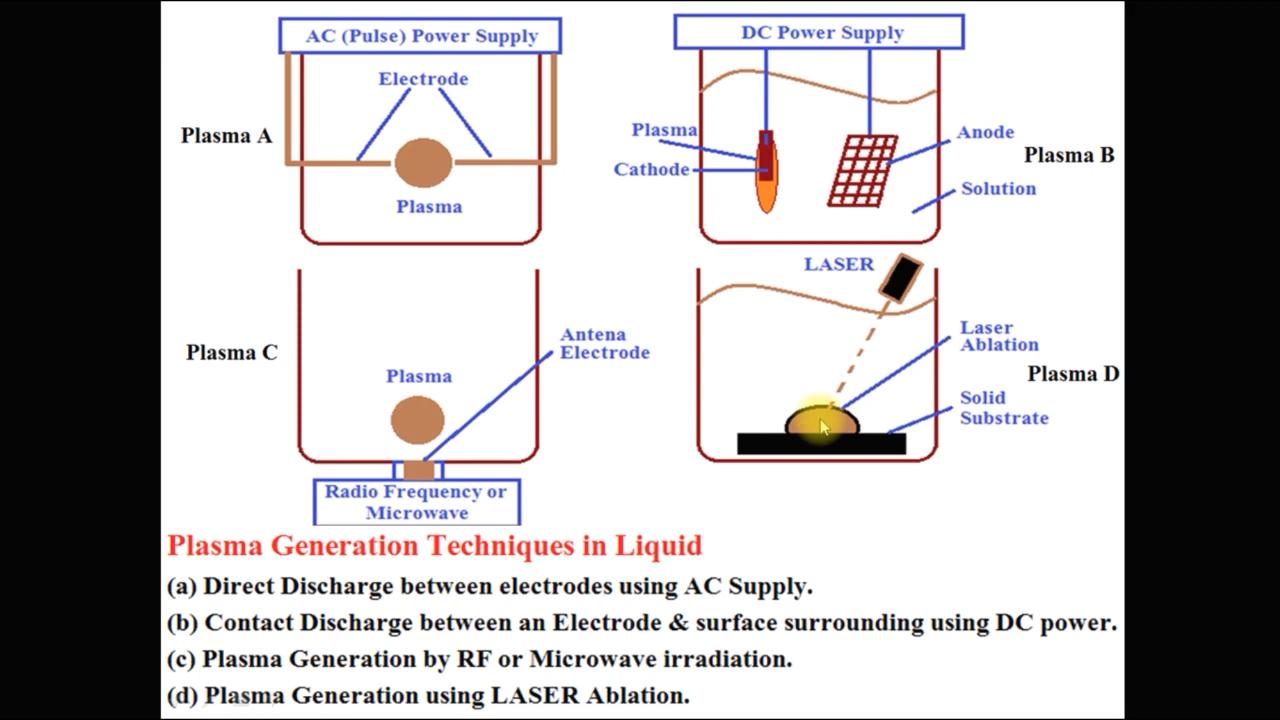 AC (Pulse) Power Supply
Electrode
Plasma A
Plasma
DC Power Supply
Plasma
Cathode
Anode
Plasma B
Solution
Plasma C
Plasma
Antena
Electrode
Radio Frequency or
Microwave
LASER
Laser
Ablation
Plasma D
Solid
Substrate
Plasma Generation Techniques in Liquid
(a) Direct Discharge between electrodes using AC Supply.
(b) Contact Discharge between an Electrode & surface surrounding using DC power.
(c) Plasma Generation by RF or Microwave irradiation.
(d) Plasma Generation using LASER Ablation.